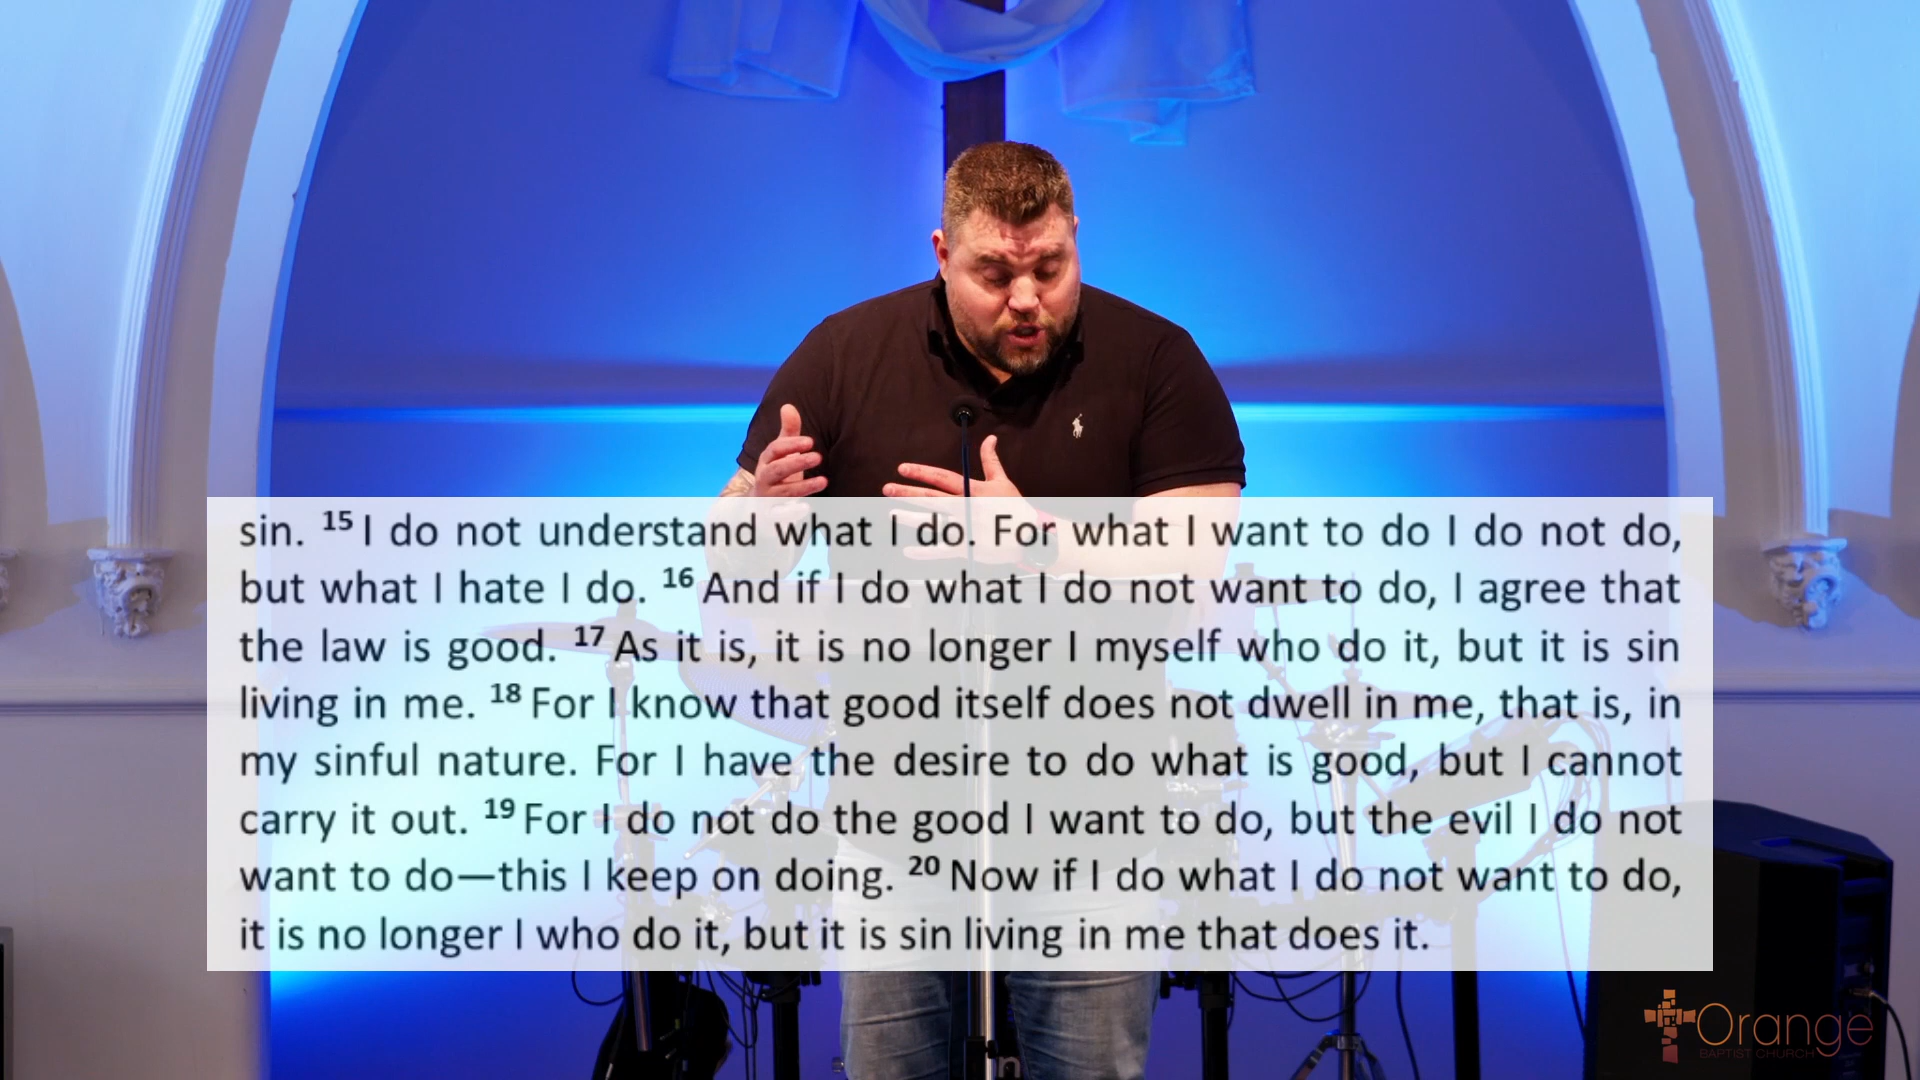 sin. 15 I do not understand what I do. For what I want to do I do not do,
but what I hate I do. 16 And if I do what I do not want to do, I agree that
the law is good. 17 As it is, it is no longer I myself who do it, but it is sin
living in me. 18 For I know that good itself does not dwell in me, that is, in
my sinful nature. For I have the desire to do what is good, but I cannot
carry it out. 19 For I do not do the good I want to do, but the evil I do not
want to do—this I keep on doing. 20 Now if I do what I do not want to do,
it is no longer I who do it, but it is sin living in me that does it.
Orange
BAPTIST CHURCH